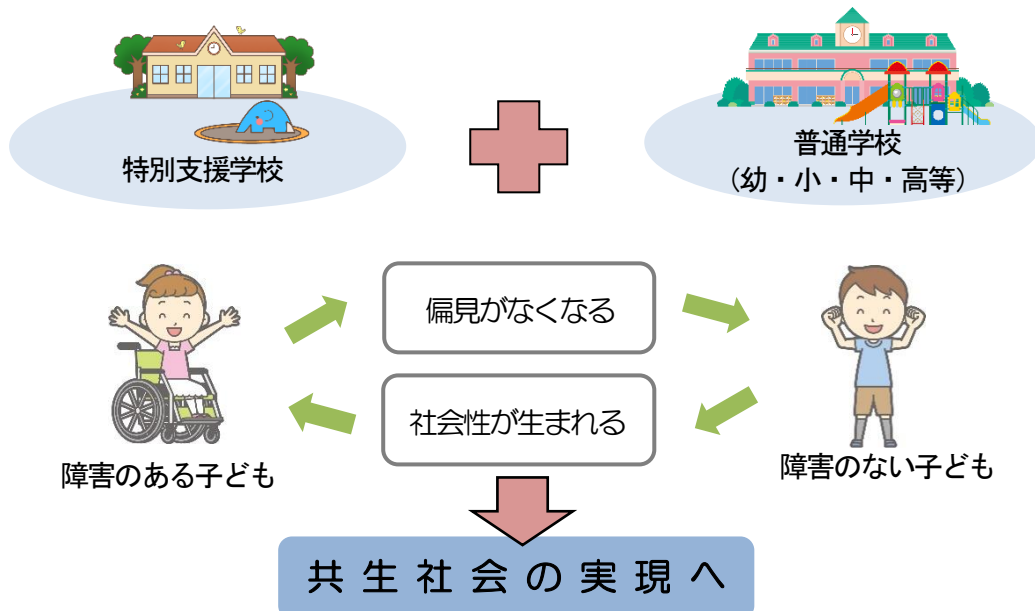 特別支援学校
普通学校
（幼・小・中・高等）
偏見がなくなる
社会性が生まれる
障害のある子ども
障害のない子ども
共生社会の実現へ